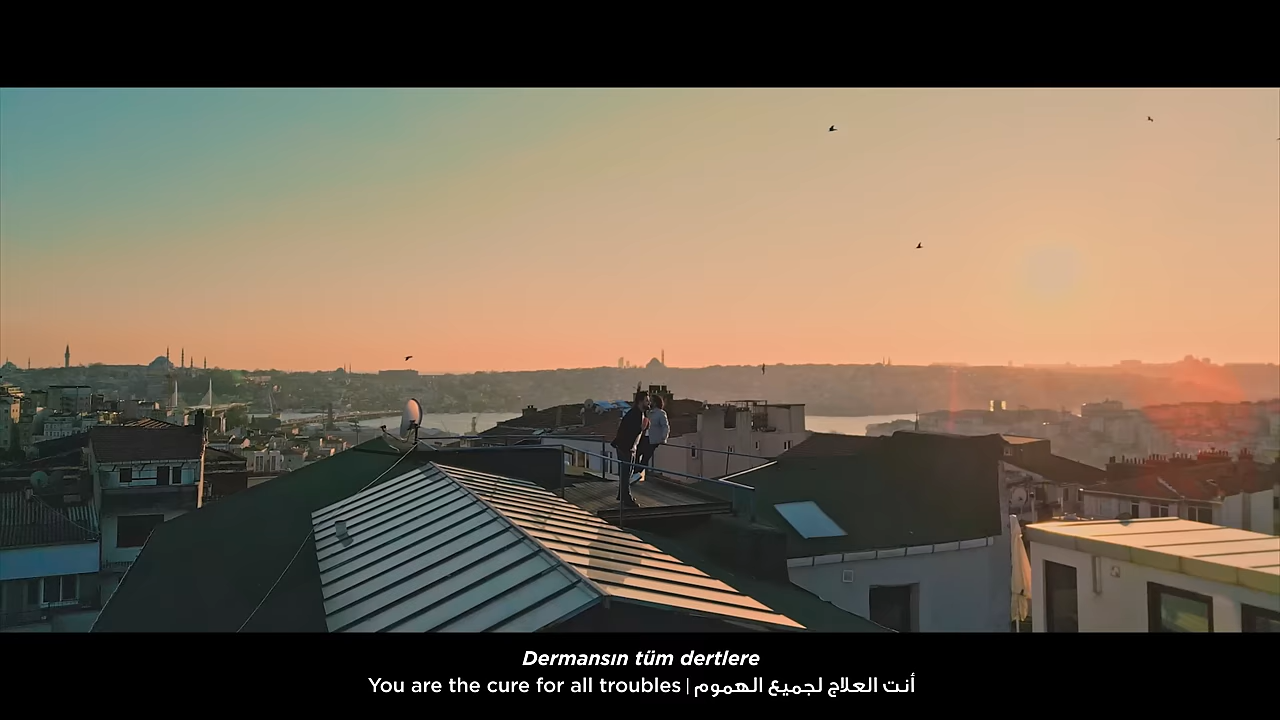 Dermansın tüm dertlere
You are the cure for all troubles | أنت العلاج لجميع الهموم